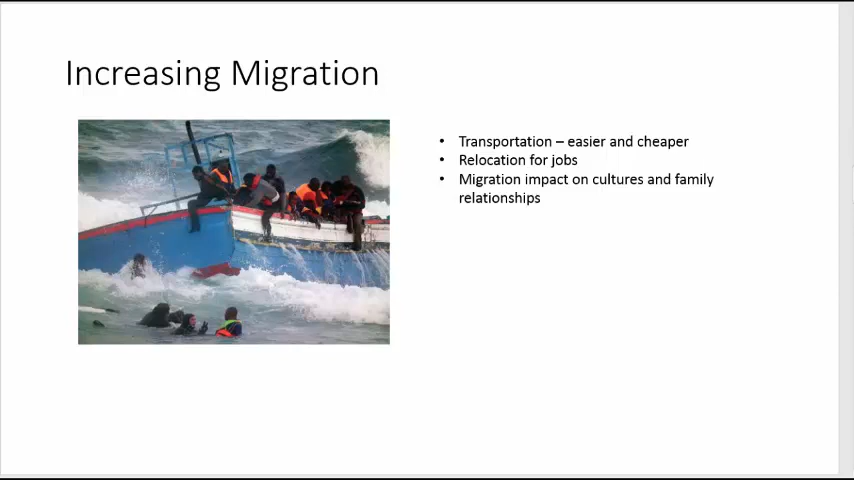 Increasing Migration
• Transportation – easier and cheaper
• Relocation for jobs
• Migration impact on cultures and family
relationships